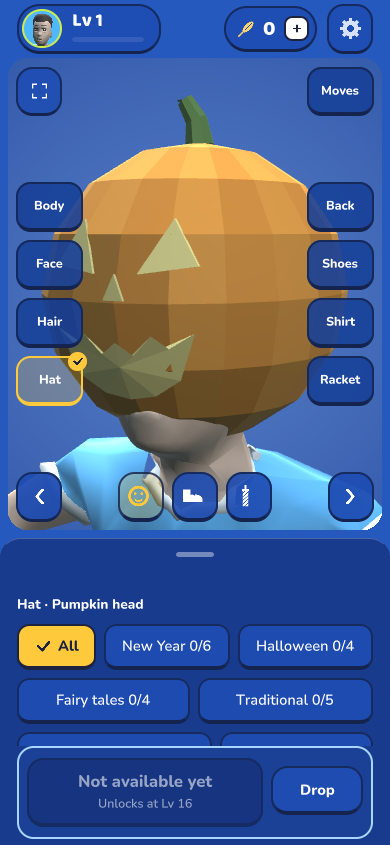 Lv 1
0
+
Moves
Body
Back
Face
Shoes
Hair
Shirt
Hat
Racket
Hat · Pumpkin head
All
New Year 0/6
Halloween 0/4
Fairy tales 0/4
Traditional 0/5
Not available yet
Unlocks at Lv 16
Drop